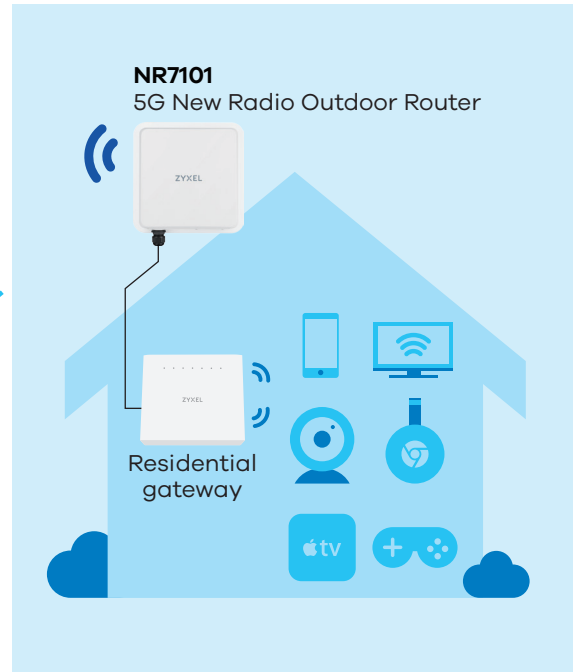 NR7101
5G New Radio Outdoor Router
ZYXEL
ZYXEL
Residential
gateway
tv